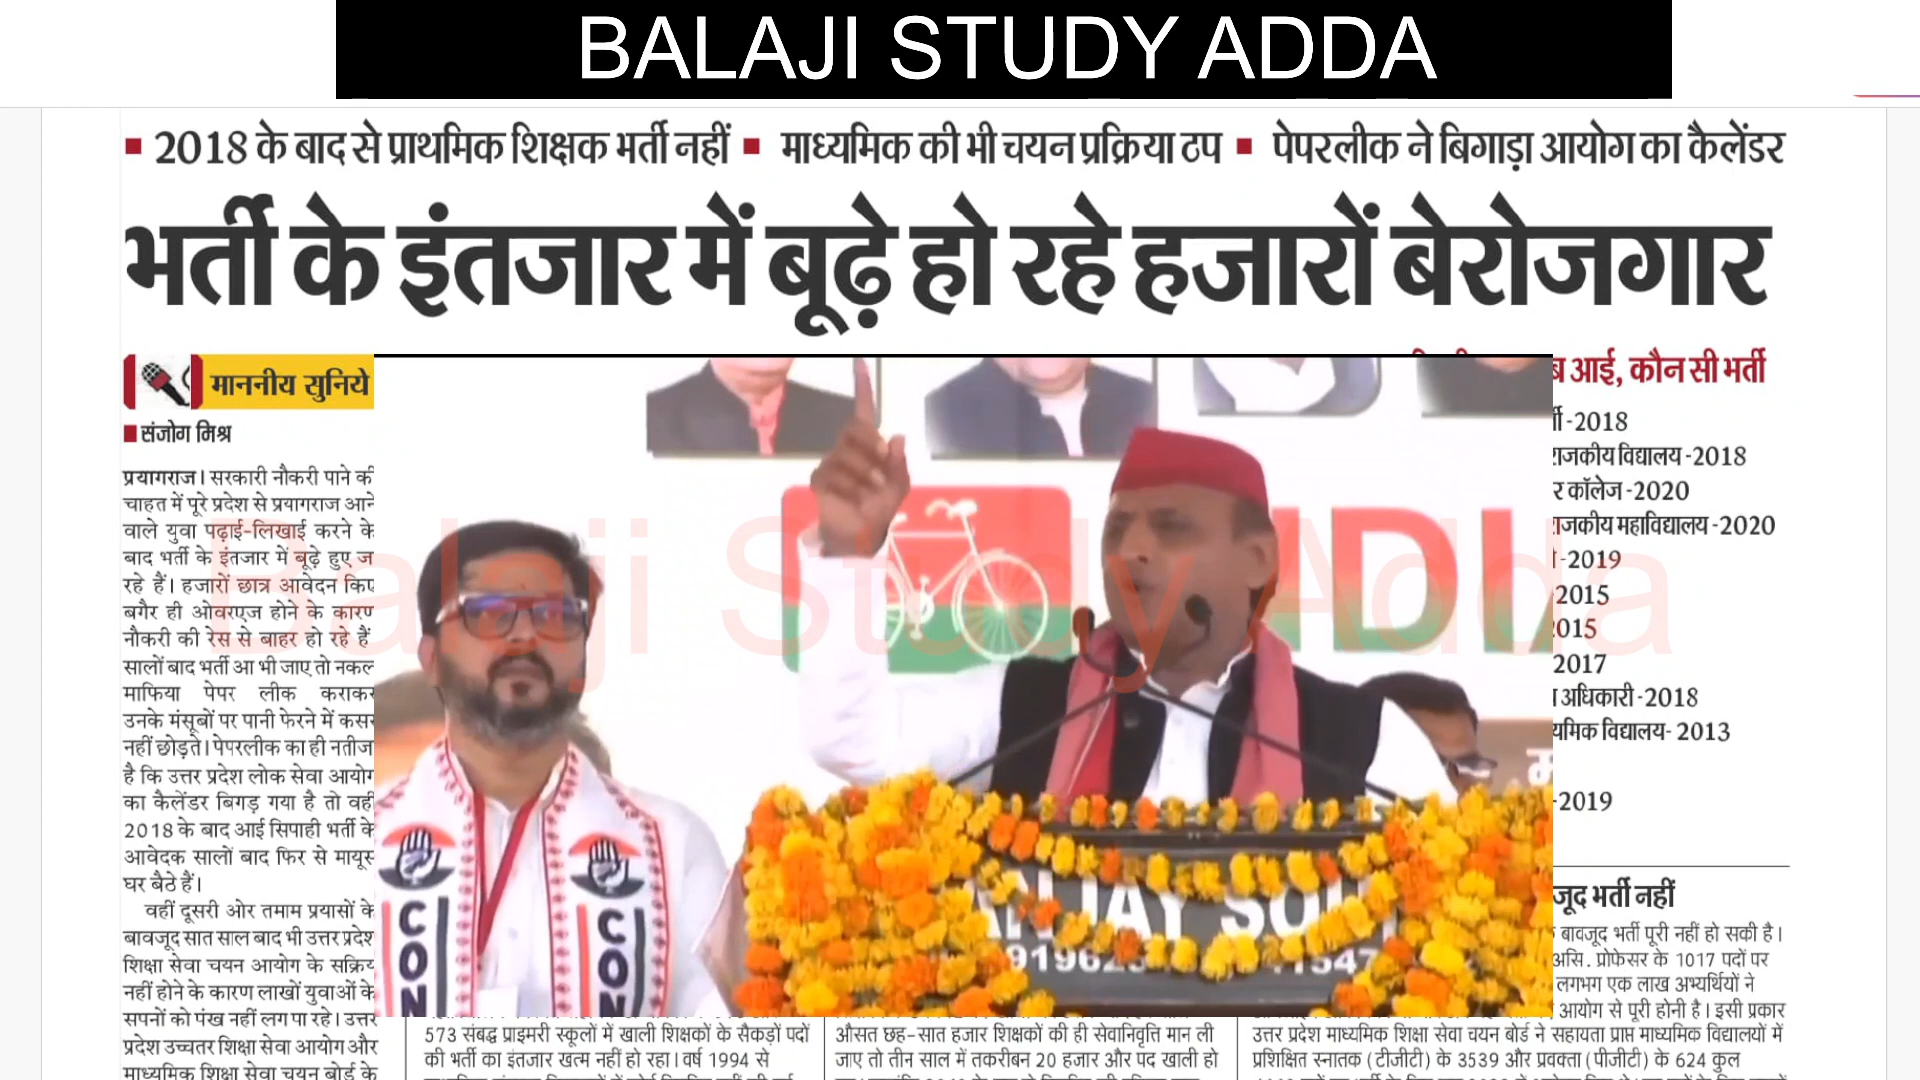 BALAJI STUDY ADDA
2018 के बाद से प्राथमिक शिक्षक भर्ती नहीं ■ माध्यमिक की भी चयन प्रक्रिया ठप ■ पेपरलीक ने बिगाड़ा आयोग का कैलेंडर
भर्ती के इंतजार में बूढ़े हो रहे हजारों बेरोजगार
माननीय सुनिये
संजोग मिश्र
प्रयागराज। सरकारी नौकरी पाने की
चाहत में पूरे प्रदेश से प्रयागराज आने
वाले युवा पढ़ाई-लिखाई करने के
बाद भर्ती के इंतजार में बूढ़े हुए ज
रहे हैं। हजारों छात्र आवेदन किए
बगैर ही ओवरएज होने के कारण
नौकरी की रेस से बाहर हो रहे हैं
सालों बाद भर्ती आ भी जाए तो नकल
माफिया पेपर लीक कराकर
उनके मंसूबों पर पानी फेरने में कसर
नहीं छोड़ते। पेपरलीक का ही नतीज
है कि उत्तर प्रदेश लोक सेवा आयोग
का कैलेंडर बिगड़ गया है तो वहीं
2018 के बाद आई सिपाही भर्ती के
आवेदक सालों बाद फिर से मायूस
घर बैठे हैं।
वहीं दूसरी ओर तमाम प्रयासों के
बावजूद सात साल बाद भी उत्तर प्रदेश
शिक्षा सेवा चयन आयोग के सक्रिय
नहीं होने के कारण लाखों युवाओं के
सपनों को पंख नहीं लग पा रहे। उत्तर
प्रदेश उच्चतर शिक्षा सेवा आयोग और
माध्यमिक शिक्षा सेवा चयन बोर्ड के
Balaji Study Adda
CON
CON
573 संबद्ध प्राइमरी स्कूलों में खाली शिक्षकों के सैकड़ों पदों
की भर्ती का इंतजार खत्म नहीं हो रहा। वर्ष 1994 से
औसत छह-सात हजार शिक्षकों की ही सेवानिवृति मान ली
जाए तो तीन साल में तकरीबन 20 हजार और पद खाली हो
ब आई, कौन सी भर्ती
र्ती -2018
राजकीय विद्यालय -2018
र कॉलेज -2020
राजकीय महाविद्यालय -2020
-2019
2015
2015
2017
अधिकारी -2018
यमिक विद्यालय- 2013
-2019
जूद भर्ती नहीं
बावजूद भर्ती पूरी नहीं हो सकी है।
असि. प्रोफेसर के 1017 पदों पर
लगभग एक लाख अभ्यर्थियों ने
आयोग से पूरी होनी है। इसी प्रकार
उत्तर प्रदेश माध्यमिक शिक्षा सेवा चयन बोर्ड ने सहायता प्राप्त माध्यमिक विद्यालयों में
प्रशिक्षित स्नातक (टीजीटी) के 3539 और प्रवक्ता (पीजीटी) के 624 कुल